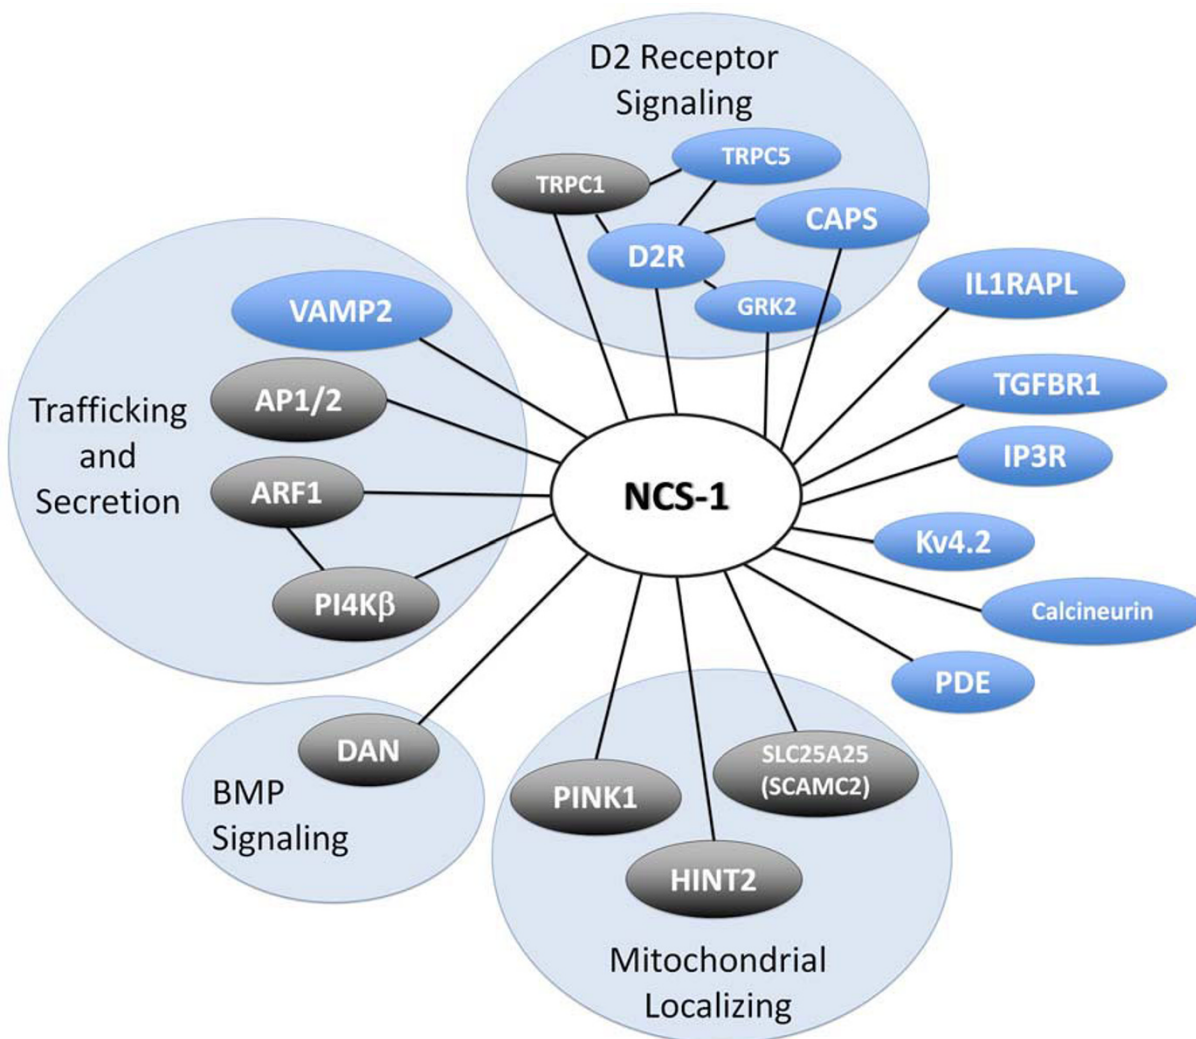 D2 Receptor
Signaling
TRPC5
TRPC1
CAPS
D2R
GRK2
IL1RAPL
VAMP2
TGFBR1
AP1/2
Trafficking
and
Secretion
IP3R
ARF1
NCS-1
Kv4.2
PI4Kβ
Calcineurin
PDE
DAN
BMP
Signaling
SLC25A25
(SCAMC2)
PINK1
HINT2
Mitochondrial
Localizing